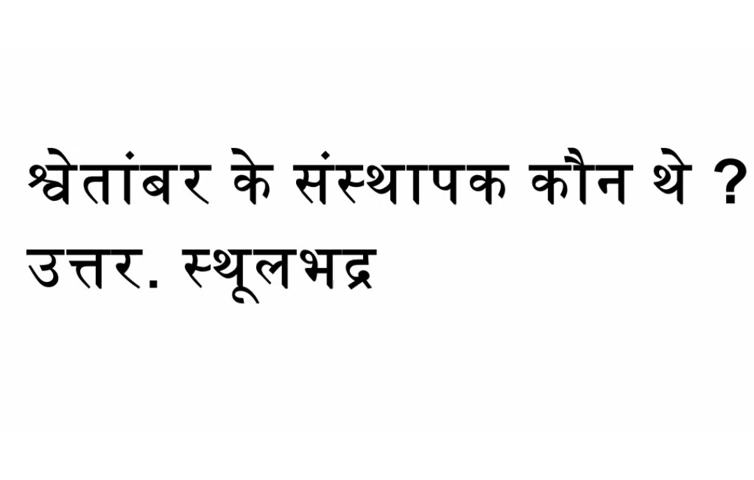 श्वेतांबर के संस्थापक कौन थे ?
उत्तर. स्थूलभद्र